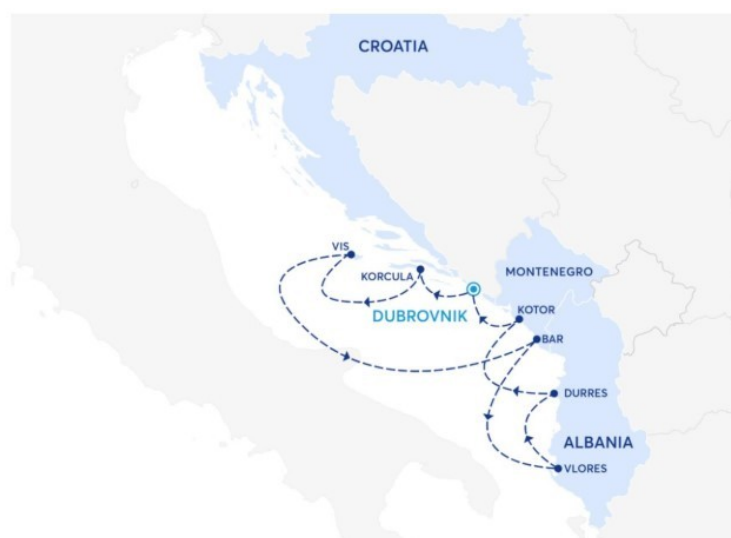 CROATIA
VIS
KORCULA
MONTENEGRO
DUBROVNIK
KOTOR
BAR
DURRES
ALBANIA
VLORES